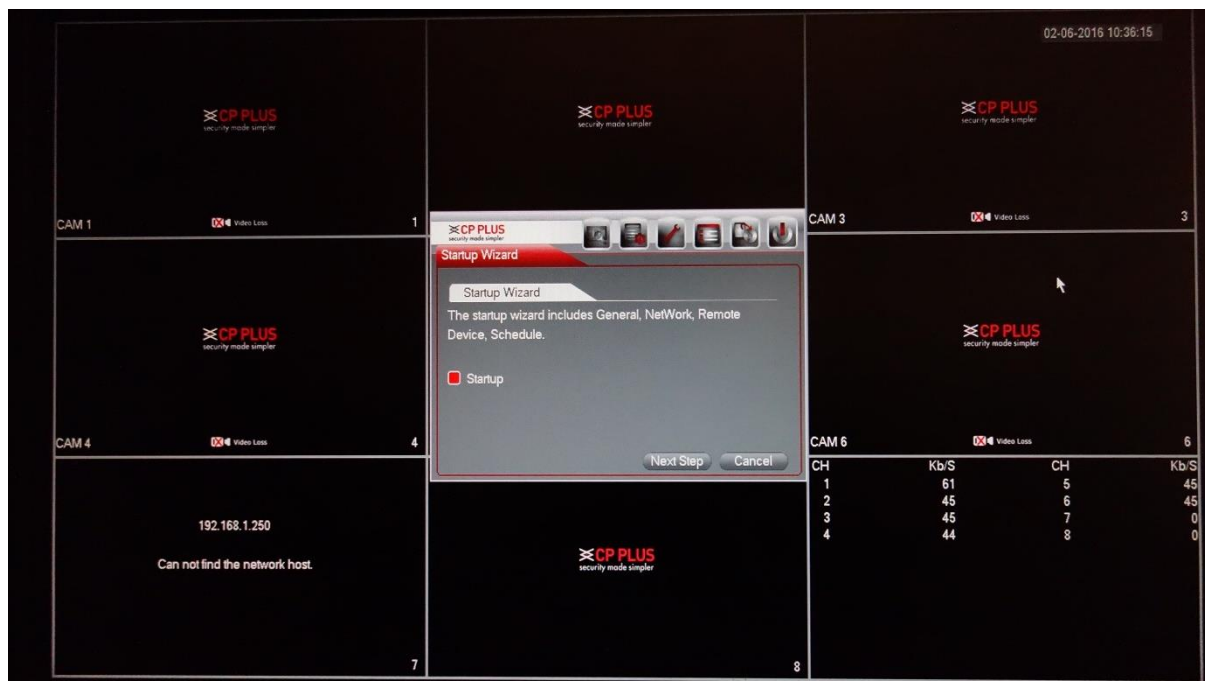 02-06-2016 10:36:15
CP PLUS
security made simpler
CP PLUS
security made simpler
CP PLUS
security made simpler
CAM 1
Video Loss
1
CAM 3
Video Loss
3
CP PLUS
security made simpler
Startup Wizard
Startup Wizard
The startup wizard includes General, NetWork, Remote
Device, Schedule.
Startup
Next Step
Cancel
CP PLUS
security made simpler
CAM 4
Video Loss
4
CP PLUS
security made simpler
CAM 6
Video Loss
6
192.168.1.250
Can not find the network host.
7
CP PLUS
security made simpler
8
CH Kb/S CH Kb/S
1 61 5 45
2 45 6 45
3 45 7 0
4 44 8 0